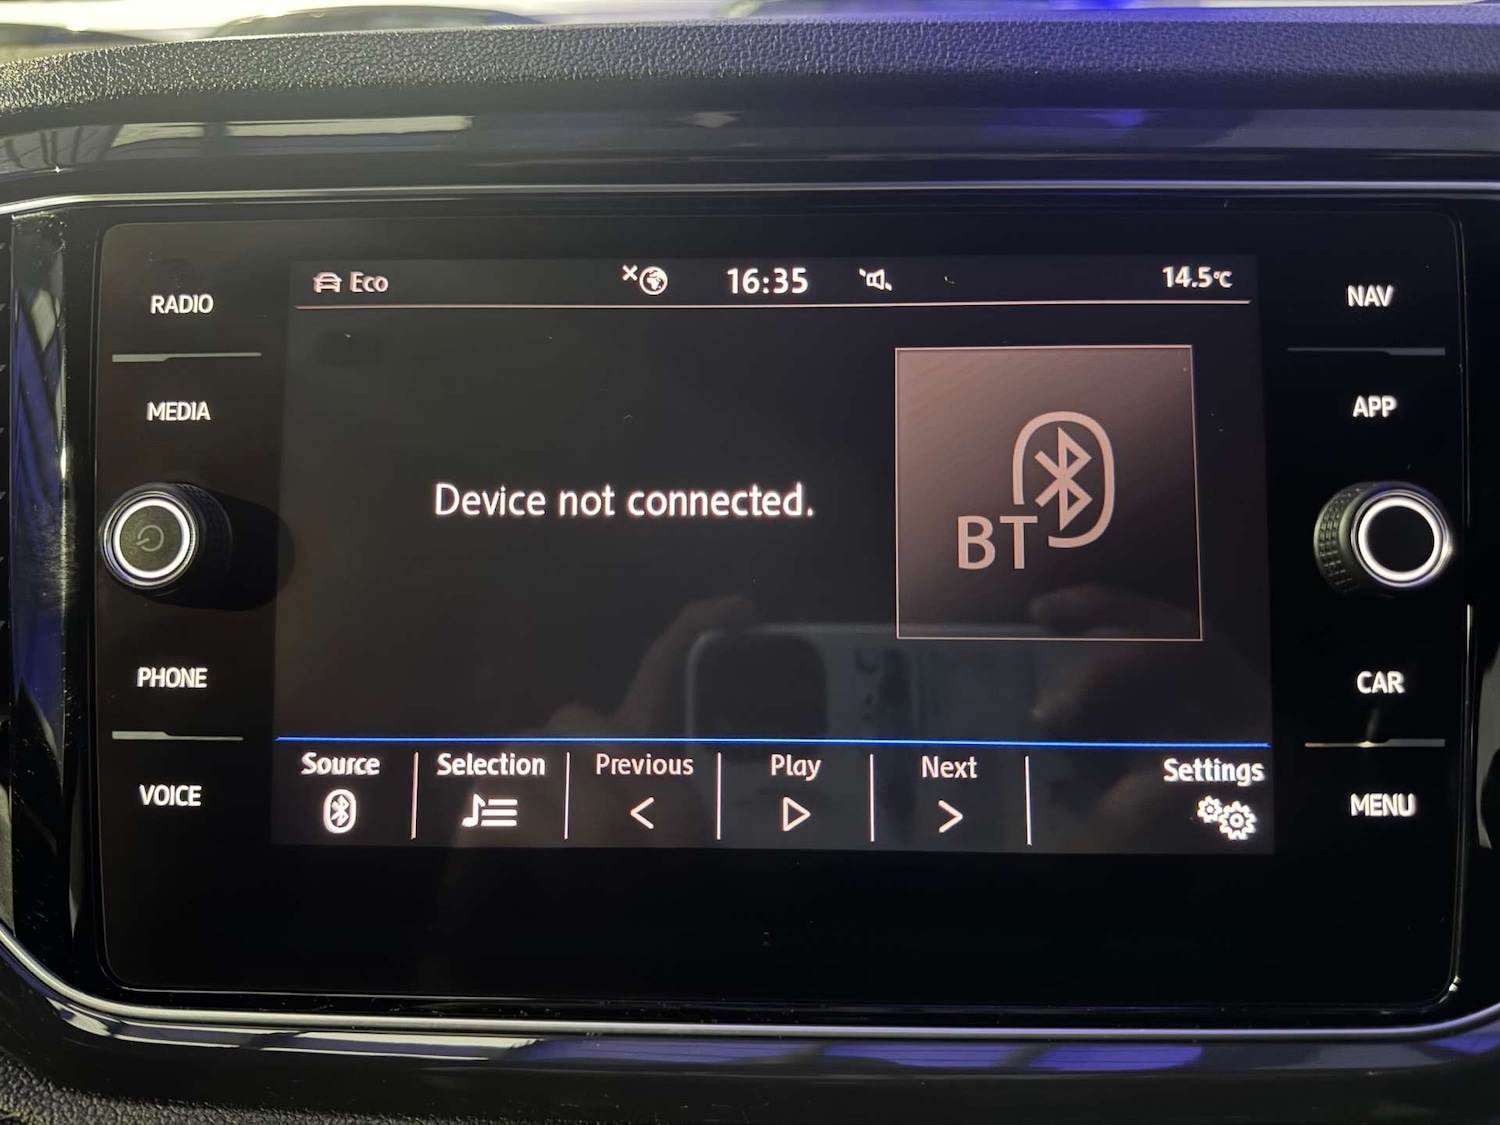 Eco
16:35
14.5°C
RADIO
MEDIA
PHONE
VOICE
Device not connected.
BT
Source
Selection
Previous
Play
Next
Settings
NAV
APP
CAR
MENU